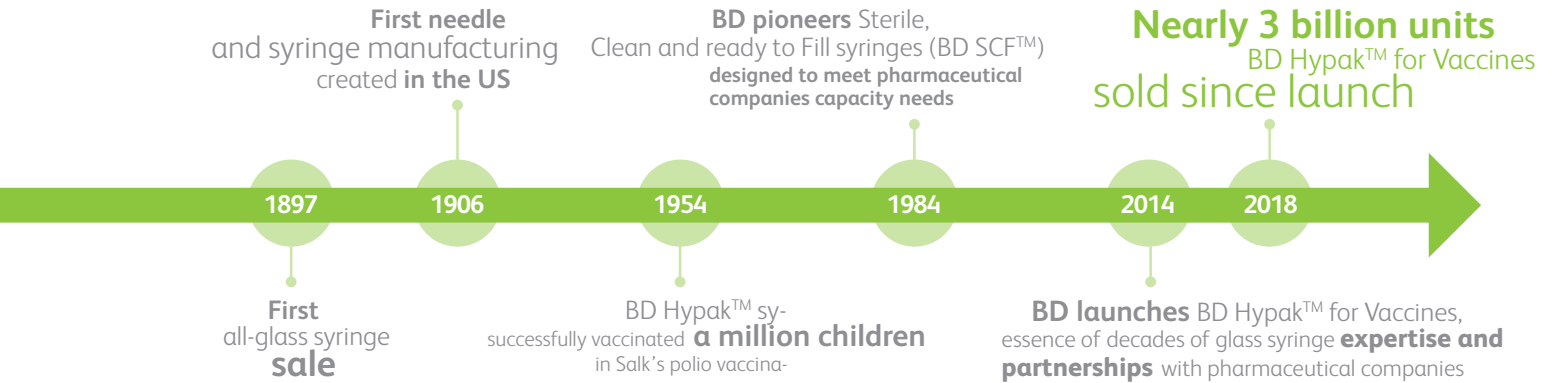 First needle
and syringe manufacturing
created in the US
BD pioneers Sterile,
Clean and ready to Fill syringes (BD SCF™)
designed to meet pharmaceutical
companies capacity needs
Nearly 3 billion units
BD Hypak™ for Vaccines
sold since launch
1897 1906 1954 1984 2014 2018
First
all-glass syringe
sale
BD Hypak™ sy-
successfully vaccinated a million children
in Salk's polio vaccina-
BD launches BD Hypak™ for Vaccines,
essence of decades of glass syringe expertise and
partnerships with pharmaceutical companies